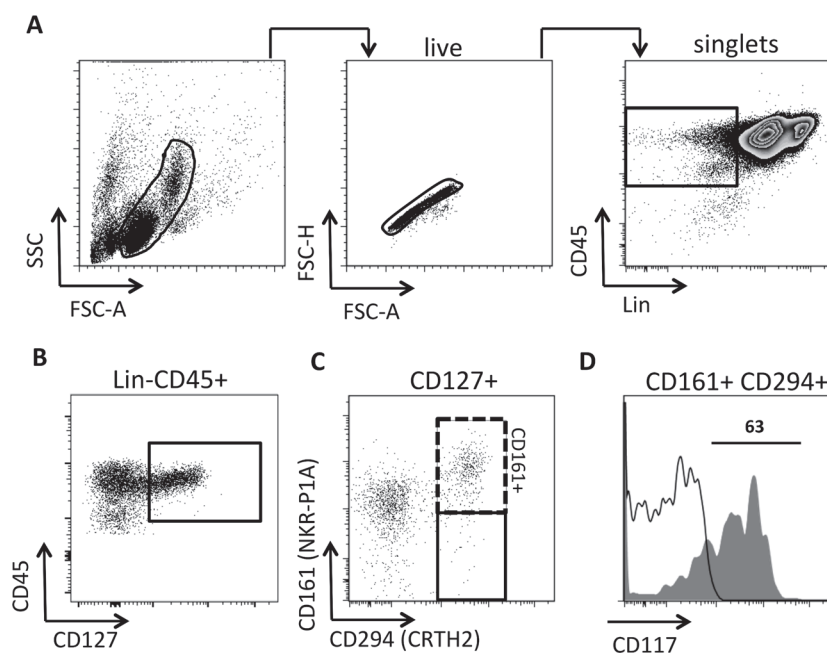 A
live
singlets
SSC
FSC-A
FSC-H
FSC-A
CD45
Lin
B
Lin-CD45+
CD45
CD127
C
CD127+
CD161+
CD161 (NKR-P1A)
CD294 (CRTH2)
D
CD161+ CD294+
63
CD117